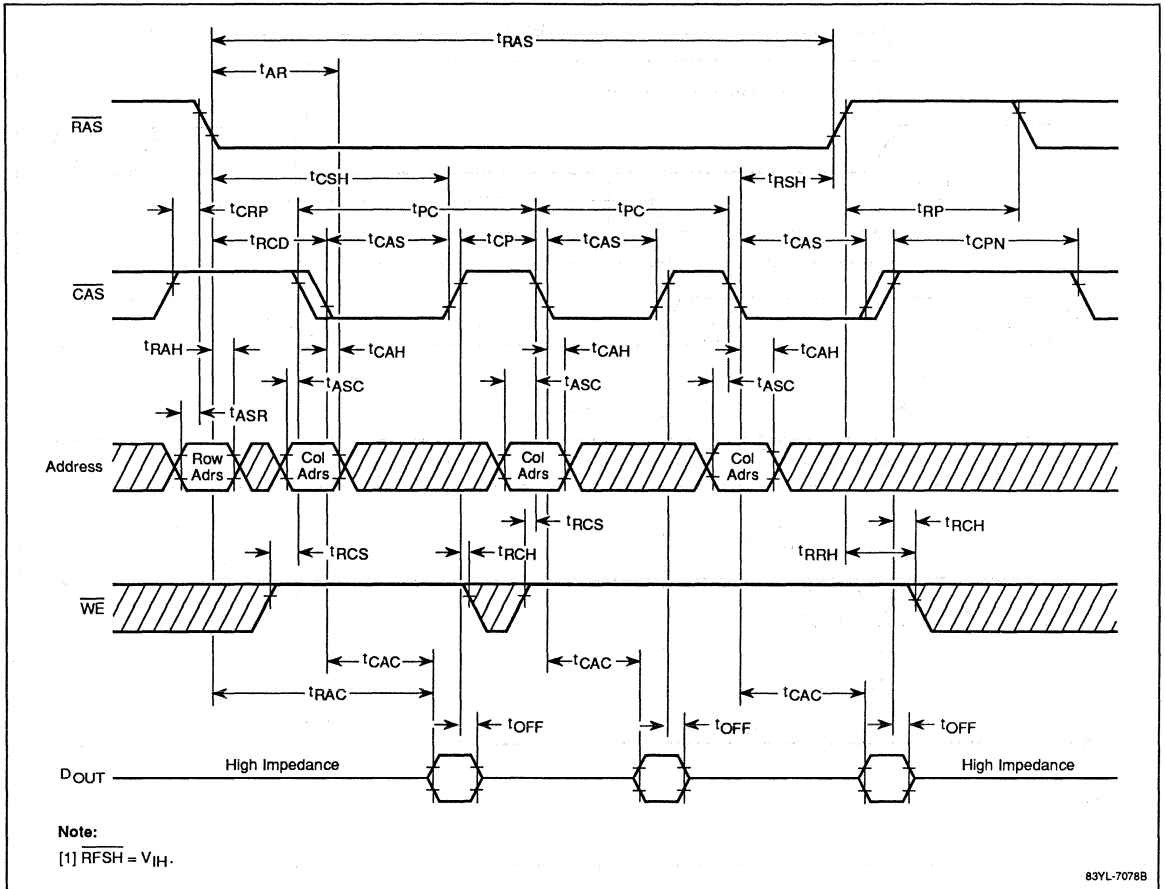 tRAS
tAR
RAS
tCSH
tRSH
tCRP
tPC
tPC
tRP
tRCD
tCAS
tCP
tCAS
tCAS
tCPN
CAS
tRAH
tCAH
tCAH
tCAH
tASC
tASC
tASC
tASR
Address
Row Adrs
Col Adrs
Col Adrs
Col Adrs
tRCS
tRCH
tRCS
tRCH
tRRH
WE
tCAC
tCAC
tRAC
tCAC
tOFF
tOFF
tOFF
DOUT
High Impedance
High Impedance
Note:
[1] RFSH = VIH.
83YL-7078B